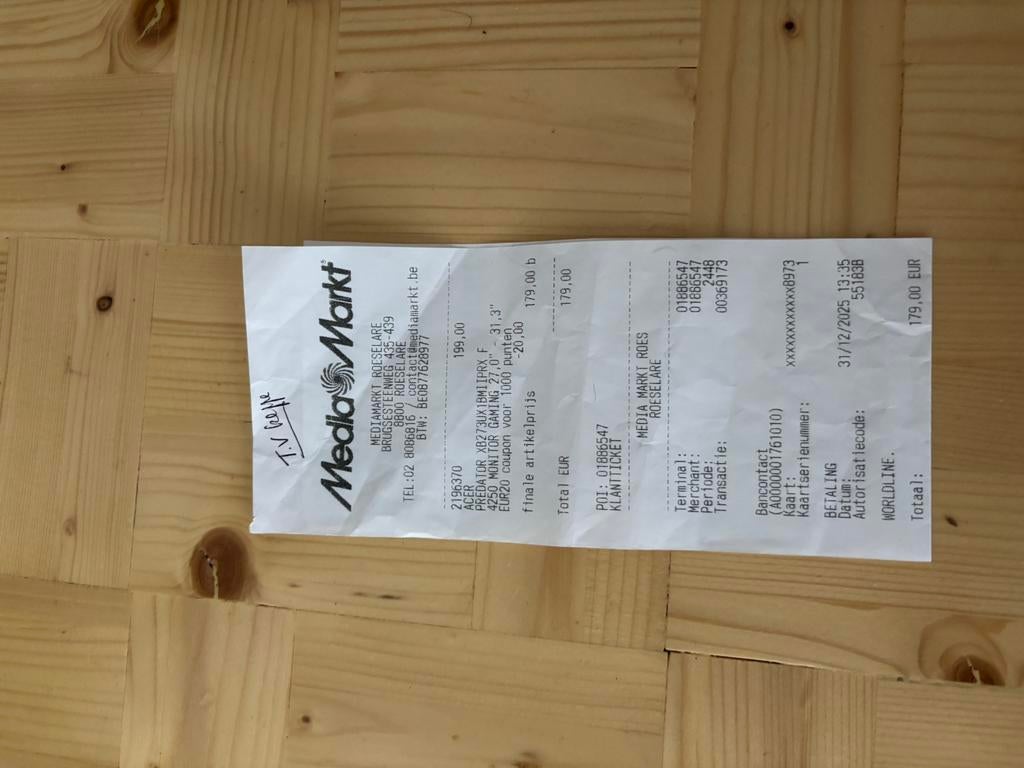 T.V
MediaMarkt
MEDIAMARKT ROESELARE
BRUGSESTEENWEG 435-439
8800 ROESELARE
TEL:02 8006815 / contact@mediamarkt.be
BTW: BE0877628977
2196370
ACER 199,00
PREDATOR XB273UX1BMIIPRX F
4250 MONITOR GAMING 27,0" - 31,3"
EUR20 coupon voor 1000 punten
-20,00
finale artikelprijs 179,00 b
Total EUR 179,00
POI: 01886547
KLANTTICKET
MEDIA MARKT ROES
ROESELARE
Terminal: 01886547
Merchant: 01886547
Periode: 2448
Transactie: 00369173
Bancontact
(A0000001761010)
Kaart: xxxxxxxxxxxxx8973
Kaartserienummer: 1
BETALING
Datum: 31/12/2025 13:35
Autorisatiecode: 55183B
WORLDLINE.
Totaal: 179,00 EUR